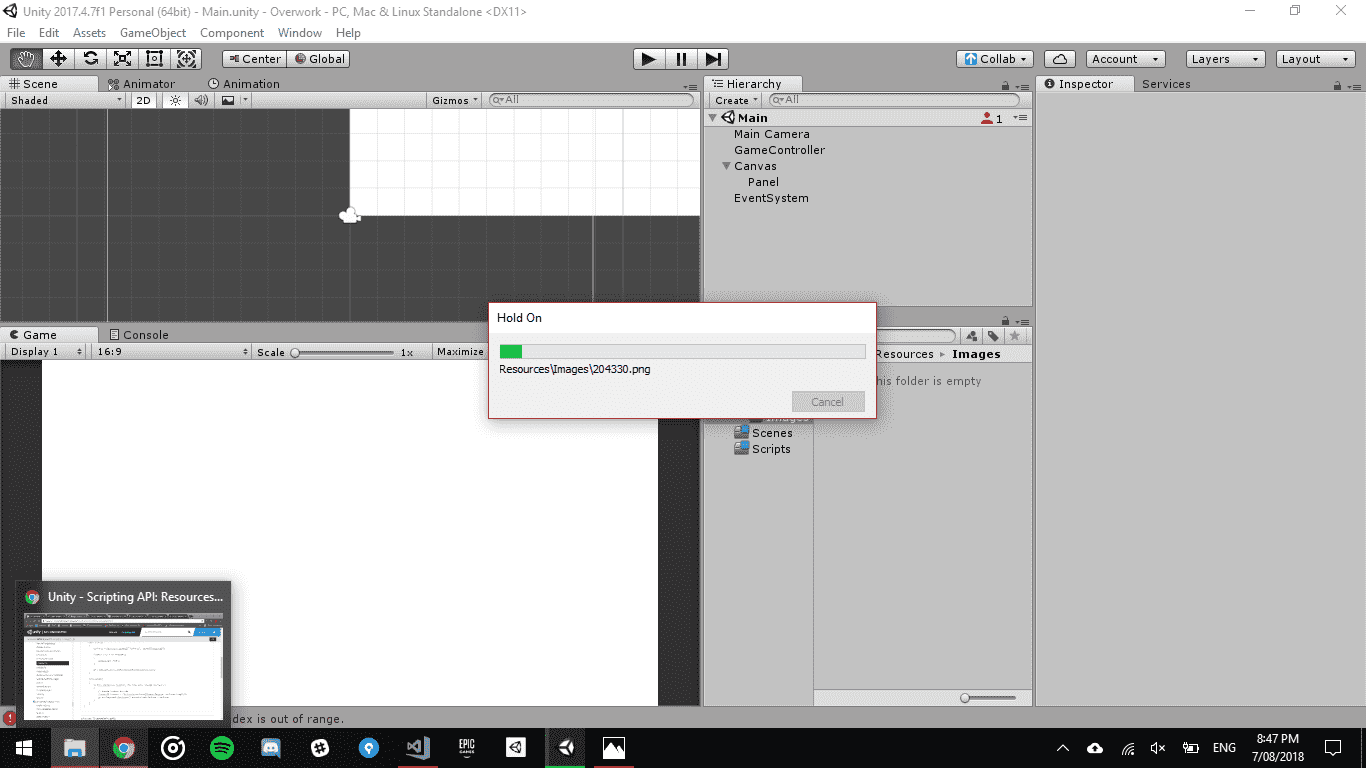 Unity 2017.4.7f1 Personal (64bit) - Main.unity - Overwork - PC, Mac & Linux Standalone <DX11>
File Edit Assets GameObject Component Window Help
Center Global Collab Account Layers Layout
Scene Animator Animation
Shaded 2D Gizmos All
Hierarchy
Create All
Main 1
Main Camera
GameController
Canvas
Panel
EventSystem
Inspector Services
Hold On
Resources\Images\204330.png
Cancel
Game Console
Display 1 16:9 Scale 1x Maximize
Resources Images
his folder is empty
Images
Scenes
Scripts
Unity - Scripting API: Resources...
dex is out of range.
EPIC GAMES
ENG
8:47 PM
7/08/2018